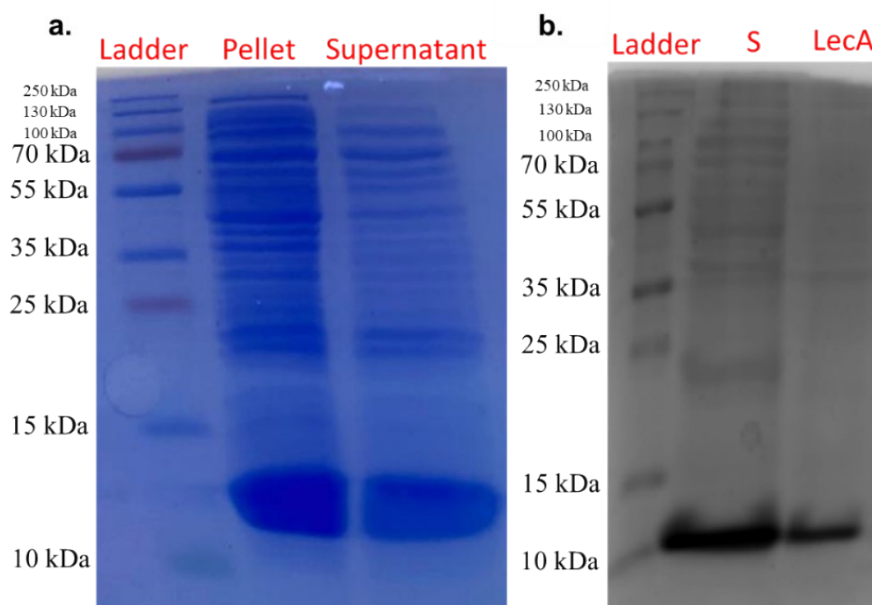 a.
Ladder Pellet Supernatant
250 kDa
130 kDa
100 kDa
70 kDa
55 kDa
35 kDa
25 kDa
15 kDa
10 kDa
b.
Ladder S LecA
250 kDa
130 kDa
100 kDa
70 kDa
55 kDa
35 kDa
25 kDa
15 kDa
10 kDa